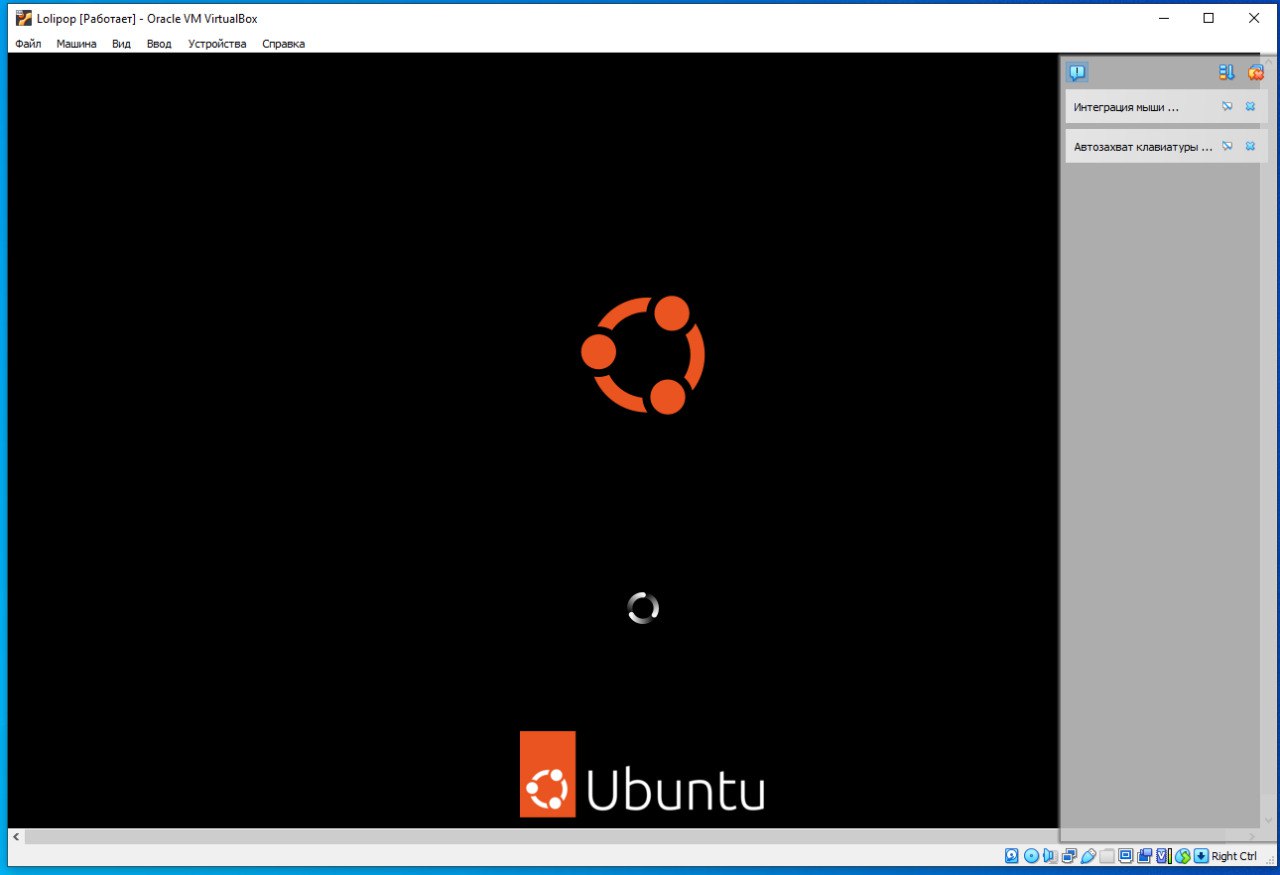 Lolipop [Работает] - Oracle VM VirtualBox
Файл Машина Вид Ввод Устройства Справка
Интеграция мыши ...
Автозахват клавиатуры ...
Ubuntu
Right Ctrl